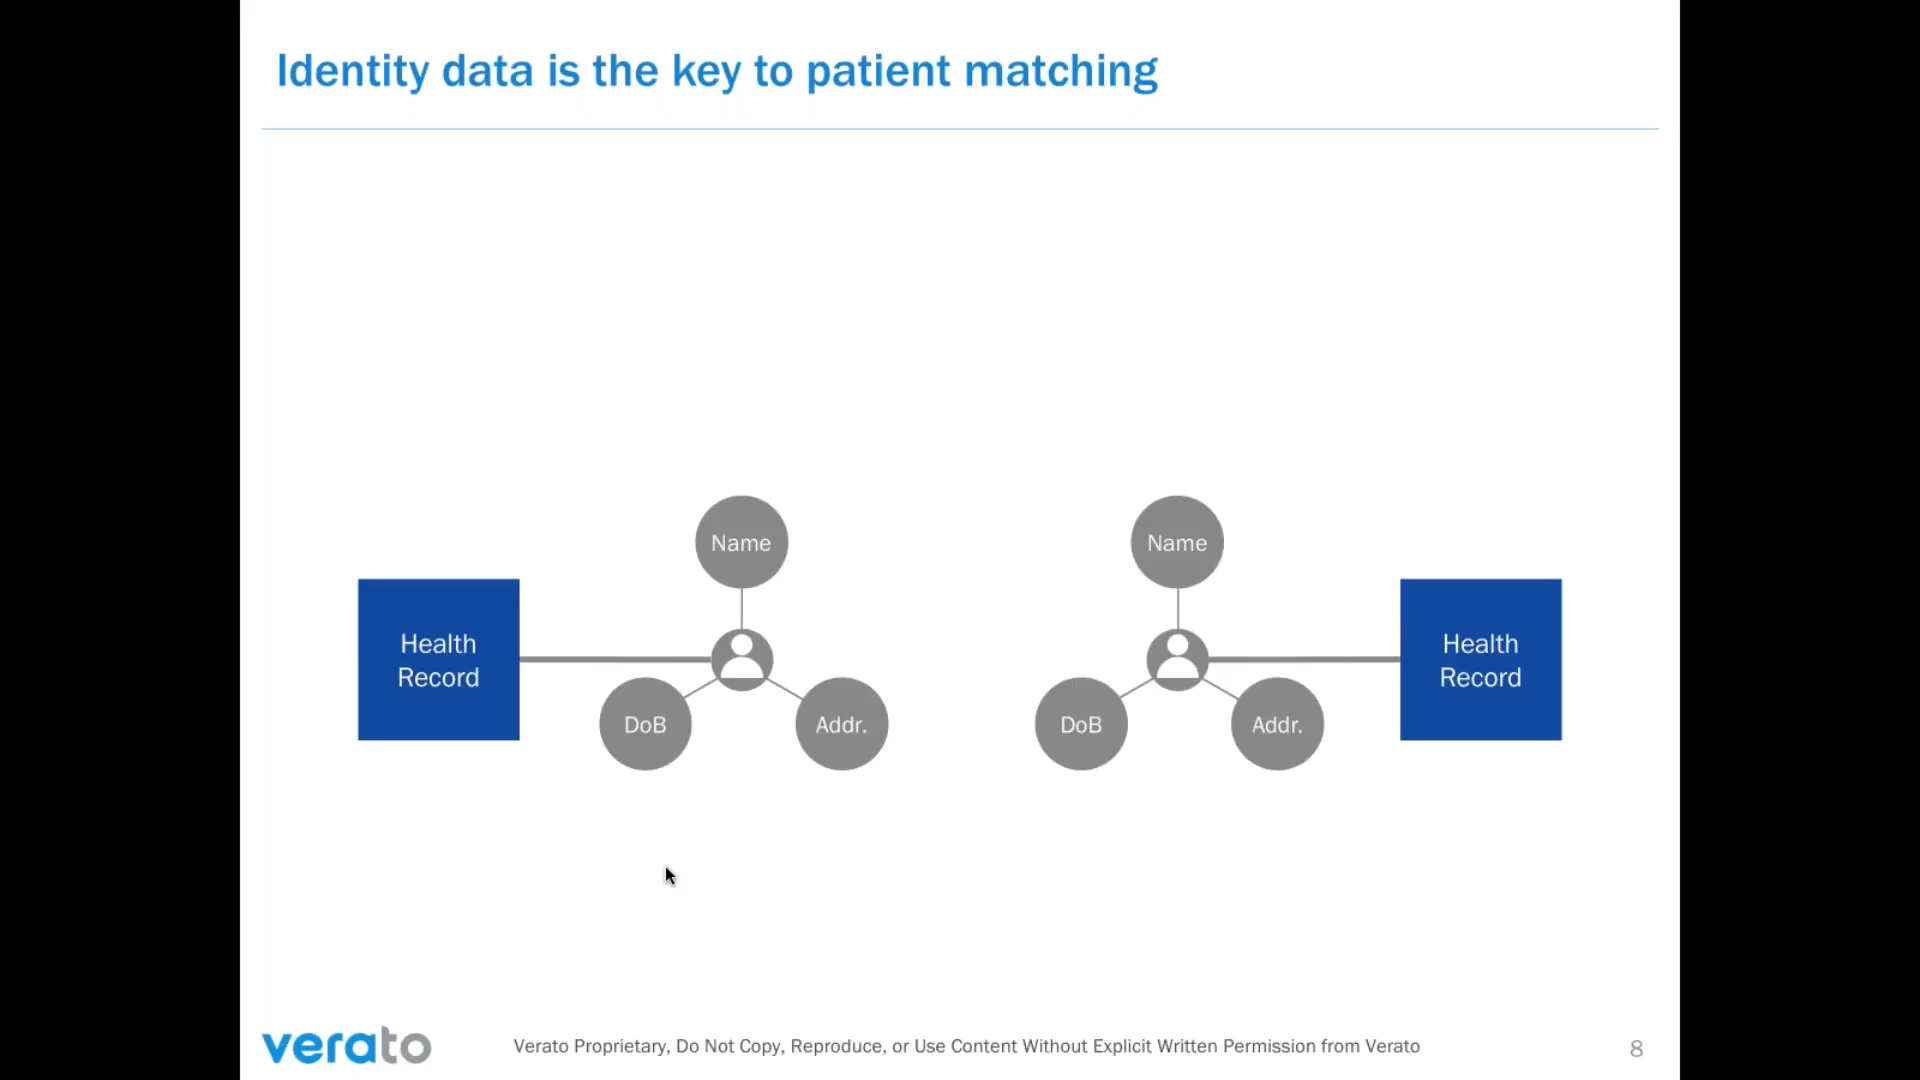 Identity data is the key to patient matching
Name
Name
Health
Record
Health
Record
DoB
Addr.
DoB
Addr.
verato
Verato Proprietary, Do Not Copy, Reproduce, or Use Content Without Explicit Written Permission from Verato
8